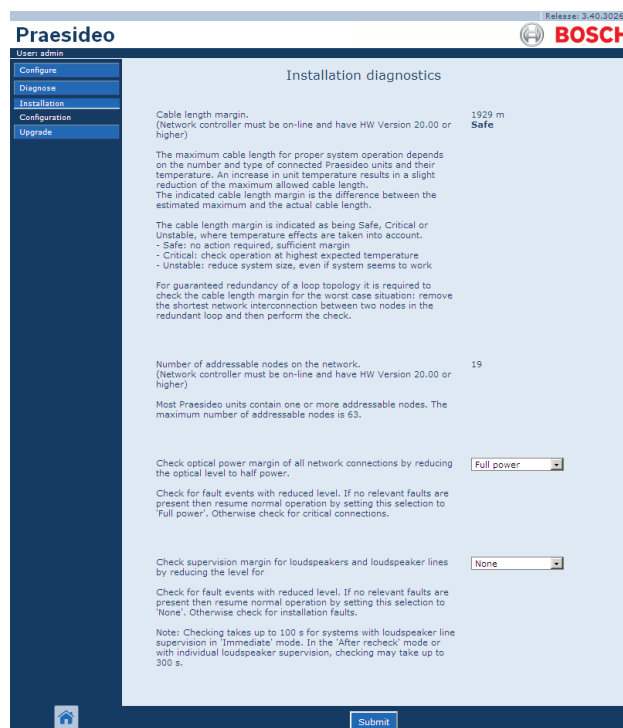 Release: 3.40.3026
Praesideo
BOSCH
User: admin
Configure
Diagnose
Installation
Configuration
Upgrade
Installation diagnostics
Cable length margin.
(Network controller must be on-line and have HW Version 20.00 or
higher)
1929 m
Safe
The maximum cable length for proper system operation depends
on the number and type of connected Praesideo units and their
temperature. An increase in unit temperature results in a slight
reduction of the maximum allowed cable length.
The indicated cable length margin is the difference between the
estimated maximum and the actual cable length.
The cable length margin is indicated as being Safe, Critical or
Unstable, where temperature effects are taken into account.
- Safe: no action required, sufficient margin
- Critical: check operation at highest expected temperature
- Unstable: reduce system size, even if system seems to work
For guaranteed redundancy of a loop topology it is required to
check the cable length margin for the worst case situation: remove
the shortest network interconnection between two nodes in the
redundant loop and then perform the check.
Number of addressable nodes on the network.
(Network controller must be on-line and have HW Version 20.00 or
higher)
19
Most Praesideo units contain one or more addressable nodes. The
maximum number of addressable nodes is 63.
Check optical power margin of all network connections by reducing
the optical level to half power.
Full power
Check for fault events with reduced level. If no relevant faults are
present then resume normal operation by setting this selection to
'Full power'. Otherwise check for critical connections.
Check supervision margin for loudspeakers and loudspeaker lines
by reducing the level for
None
Check for fault events with reduced level. If no relevant faults are
present then resume normal operation by setting this selection to
'None'. Otherwise check for installation faults.
Note: Checking takes up to 100 s for systems with loudspeaker line
supervision in 'Immediate' mode. In the 'After recheck' mode or
with individual loudspeaker supervision, checking may take up to
300 s.
Submit